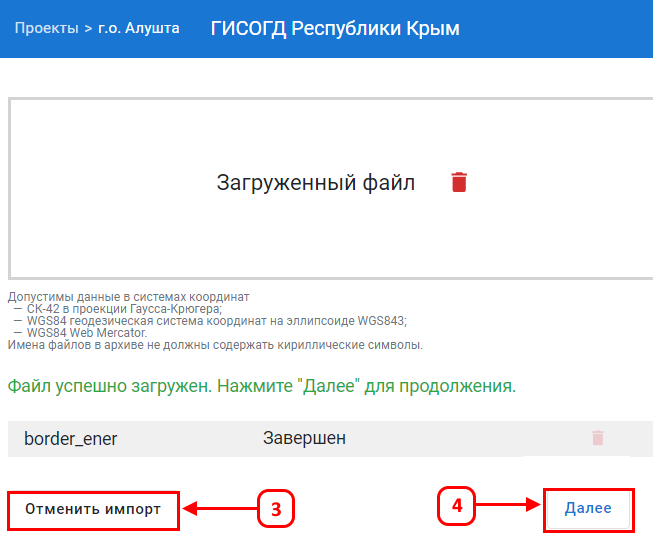 Проекты > г.о. Алушта ГИСОГД Республики Крым
Загруженный файл
Допустимы данные в системах координат
— СК-42 в проекции Гаусса-Крюгера;
— WGS84 геодезическая система координат на эллипсоиде WGS843;
— WGS84 Web Mercator.
Имена файлов в архиве не должны содержать кириллические символы.
Файл успешно загружен. Нажмите "Далее" для продолжения.
border_ener Завершен
Отменить импорт 3 4 Далее